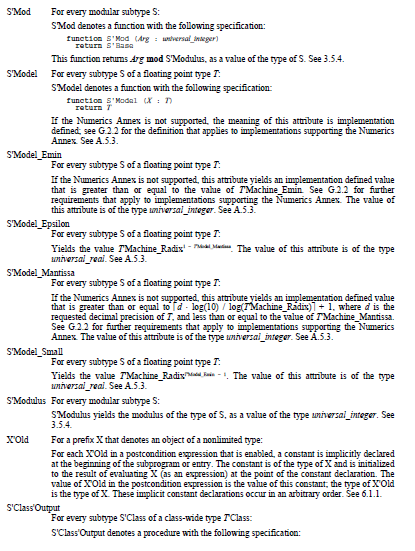 S'Mod For every modular subtype S:
S'Mod denotes a function with the following specification:
function S'Mod (Arg : universal_integer)
return S'Base
This function returns Arg mod S'Modulus, as a value of the type of S. See 3.5.4.
S'Model For every subtype S of a floating point type T:
S'Model denotes a function with the following specification:
function S'Model (X : T)
return T
If the Numerics Annex is not supported, the meaning of this attribute is implementation
defined; see G.2.2 for the definition that applies to implementations supporting the Numerics
Annex. See A.5.3.
S'Model_Emin
For every subtype S of a floating point type T:
If the Numerics Annex is not supported, this attribute yields an implementation defined value
that is greater than or equal to the value of T'Machine_Emin. See G.2.2 for further
requirements that apply to implementations supporting the Numerics Annex. The value of
this attribute is of the type universal_integer. See A.5.3.
S'Model_Epsilon
For every subtype S of a floating point type T:
Yields the value T'Machine_Radix¹ ⁻ T'Model_Mantissa. The value of this attribute is of the type
universal_real. See A.5.3.
S'Model_Mantissa
For every subtype S of a floating point type T:
If the Numerics Annex is not supported, this attribute yields an implementation defined value
that is greater than or equal to ⌈d · log(10) / log(T'Machine_Radix)⌉ + 1, where d is the
requested decimal precision of T, and less than or equal to the value of T'Machine_Mantissa.
See G.2.2 for further requirements that apply to implementations supporting the Numerics
Annex. The value of this attribute is of the type universal_integer. See A.5.3.
S'Model_Small
For every subtype S of a floating point type T:
Yields the value T'Machine_Radix T'Model_Emin – 1. The value of this attribute is of the type
universal_real. See A.5.3.
S'Modulus For every modular subtype S:
S'Modulus yields the modulus of the type of S, as a value of the type universal_integer. See
3.5.4.
X'Old For a prefix X that denotes an object of a nonlimited type:
For each X'Old in a postcondition expression that is enabled, a constant is implicitly declared
at the beginning of the subprogram or entry. The constant is of the type of X and is initialized
to the result of evaluating X (as an expression) at the point of the constant declaration. The
value of X'Old in the postcondition expression is the value of this constant; the type of X'Old
is the type of X. These implicit constant declarations occur in an arbitrary order. See 6.1.1.
S'Class'Output
For every subtype S'Class of a class-wide type T'Class:
S'Class'Output denotes a procedure with the following specification: